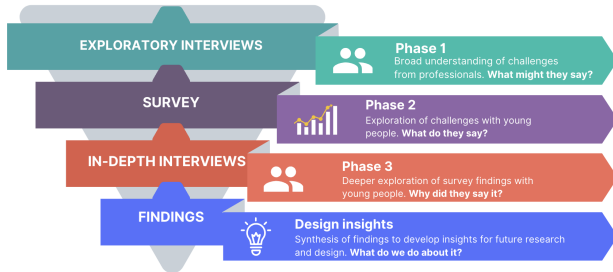 EXPLORATORY INTERVIEWS
Phase 1
Broad understanding of challenges
from professionals. What might they say?
SURVEY
Phase 2
Exploration of challenges with young
people. What do they say?
IN-DEPTH INTERVIEWS
Phase 3
Deeper exploration of survey findings with
young people. Why did they say it?
FINDINGS
Design insights
Synthesis of findings to develop insights for future research
and design. What do we do about it?